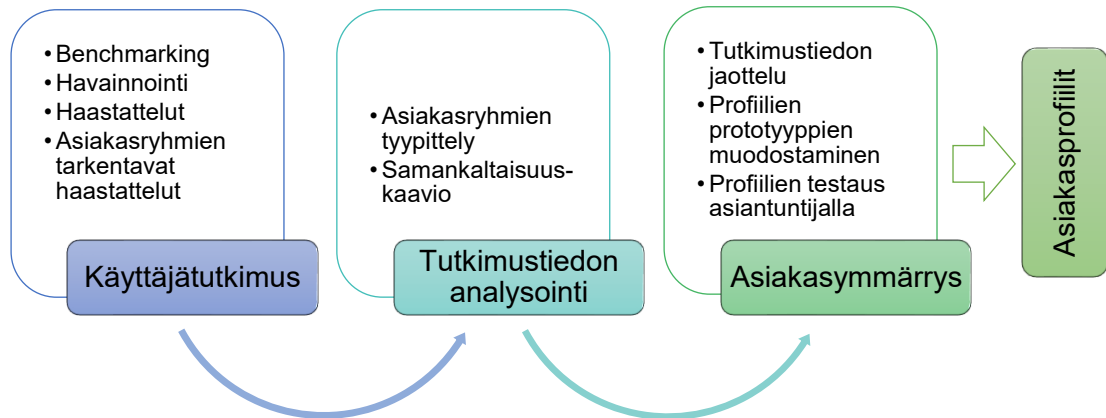 • Benchmarking
• Havainnointi
• Haastattelut
• Asiakasryhmien
tarkentavat
haastattelut
Käyttäjätutkimus
• Asiakasryhmien
tyypittely
• Samankaltaisuus-
kaavio
Tutkimustiedon
analysointi
• Tutkimustiedon
jaottelu
• Profiilien
prototyyppien
muodostaminen
• Profiilien testaus
asiantuntijalla
Asiakasymmärrys
Asiakasprofiilit